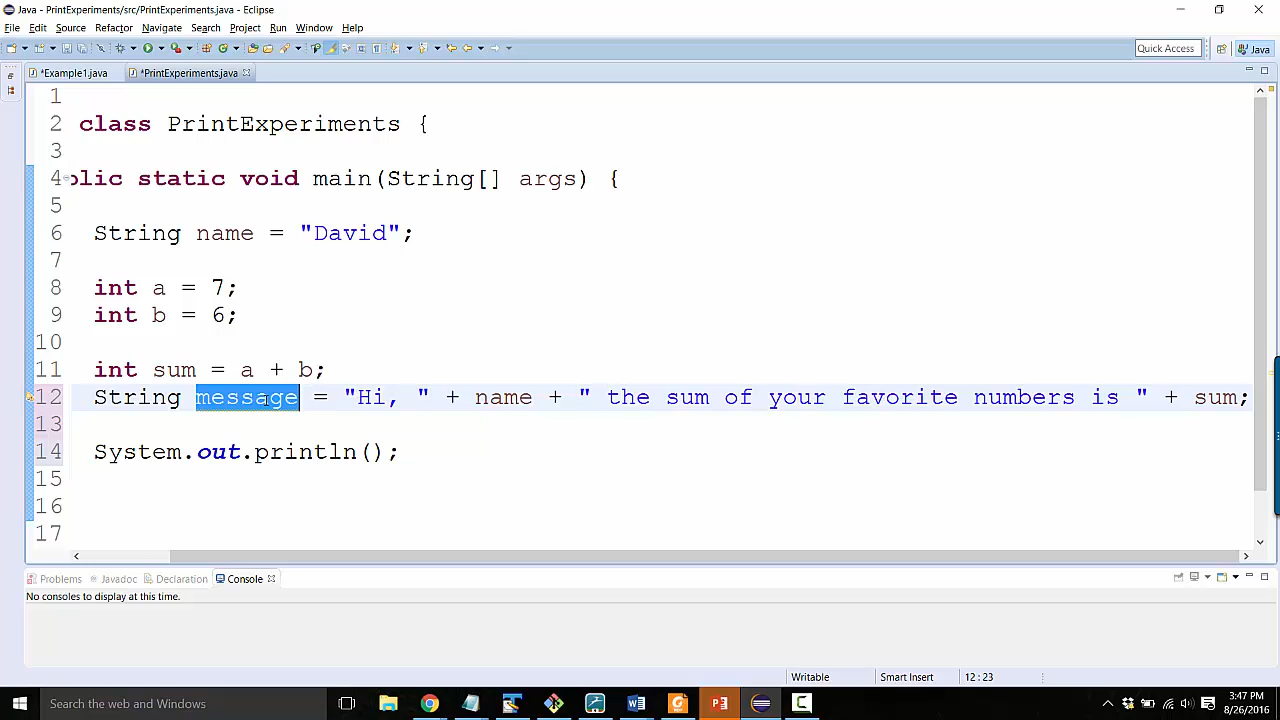 Java - PrintExperiments/src/PrintExperiments.java - Eclipse
File Edit Source Refactor Navigate Search Project Run Window Help
Quick Access
Java
*Example1.java
*PrintExperiments.java
1
2 class PrintExperiments {
3
4 blic static void main(String[] args) {
5
6 String name = "David";
7
8 int a = 7;
9 int b = 6;
10
11 int sum = a + b;
12 String message = "Hi, " + name + " the sum of your favorite numbers is " + sum;
13
14 System.out.println();
15
16
17
Problems Javadoc Declaration Console
No consoles to display at this time.
Writable Smart Insert 12 : 23
Search the web and Windows
3:47 PM
8/26/2016